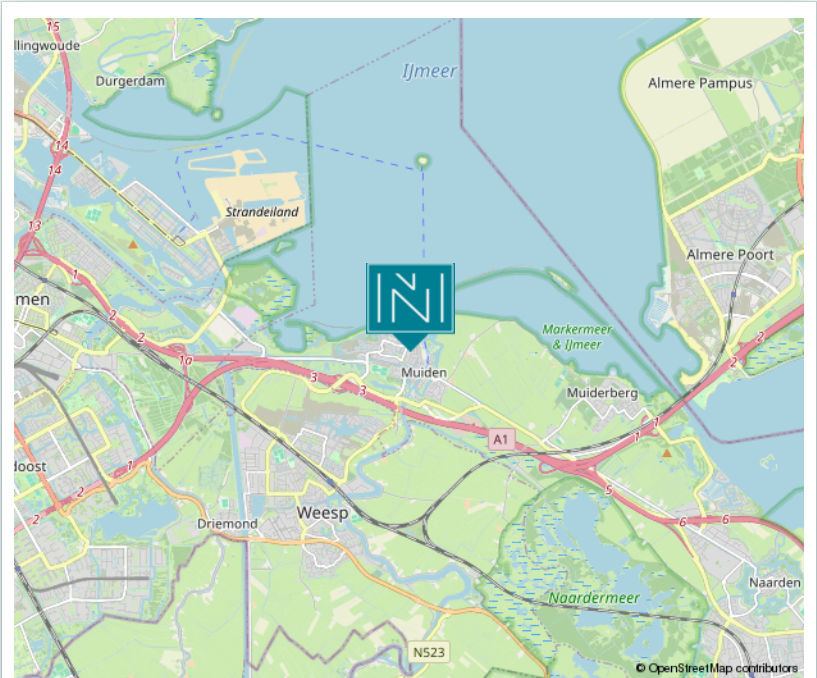 15
llingwoude
Durgerdam
IJmeer
Almere Pampus
14
14
Strandeiland
13
Almere Poort
1
men
2
2
1a
N
Markermeer
& IJmeer
2
2
3
3
Muiden
Muiderberg
1
1
A1
doost
1
2
2
5
Weesp
Driemond
6
6
Naardermeer
Naarden
N523
© OpenStreetMap contributors